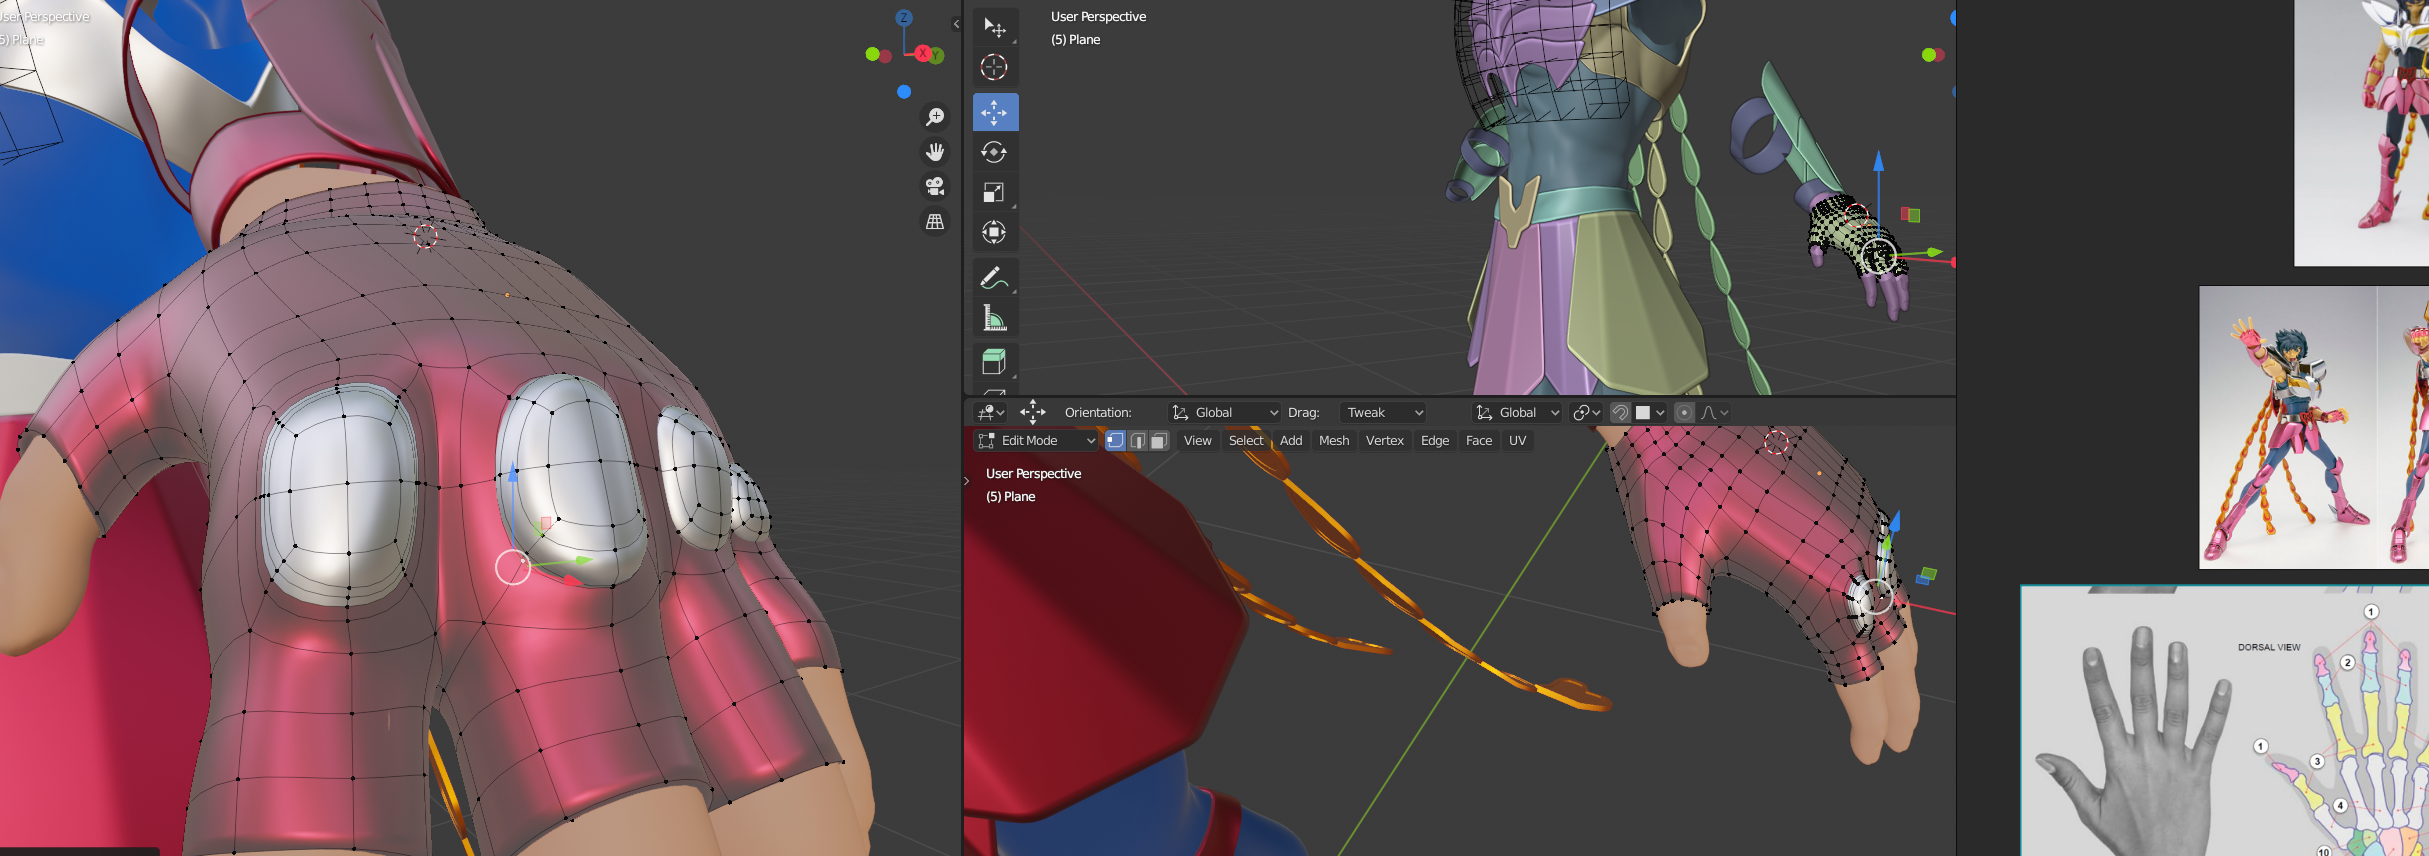 User Perspective
(5) Plane
Z
X
Y
User Perspective
(5) Plane
Orientation: Global Drag: Tweak Global
Edit Mode View Select Add Mesh Vertex Edge Face UV
User Perspective
(5) Plane
DORSAL VIEW
1
2
1
3
4
10